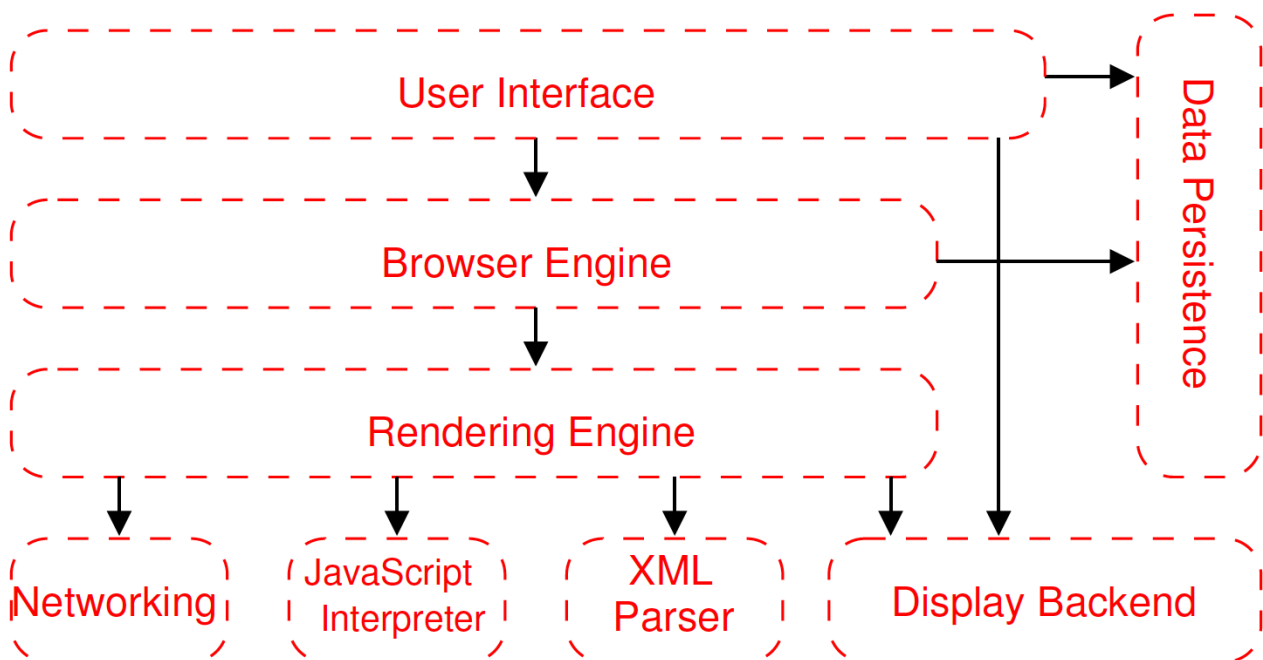 User Interface
Data Persistence
Browser Engine
Rendering Engine
Networking
JavaScript
Interpreter
XML
Parser
Display Backend